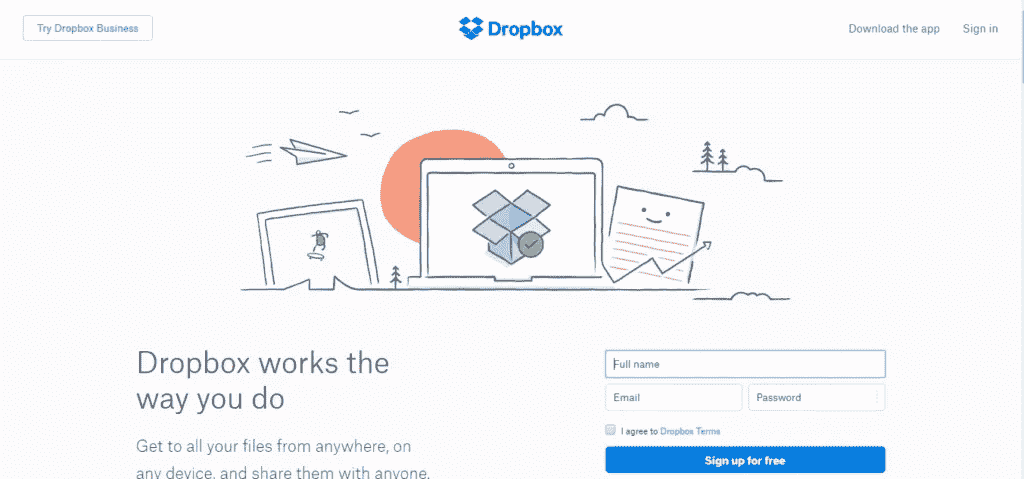 Try Dropbox Business
Dropbox
Download the app
Sign in
Dropbox works the
way you do
Get to all your files from anywhere, on
any device, and share them with anyone.
Full name
Email
Password
I agree to Dropbox Terms
Sign up for free